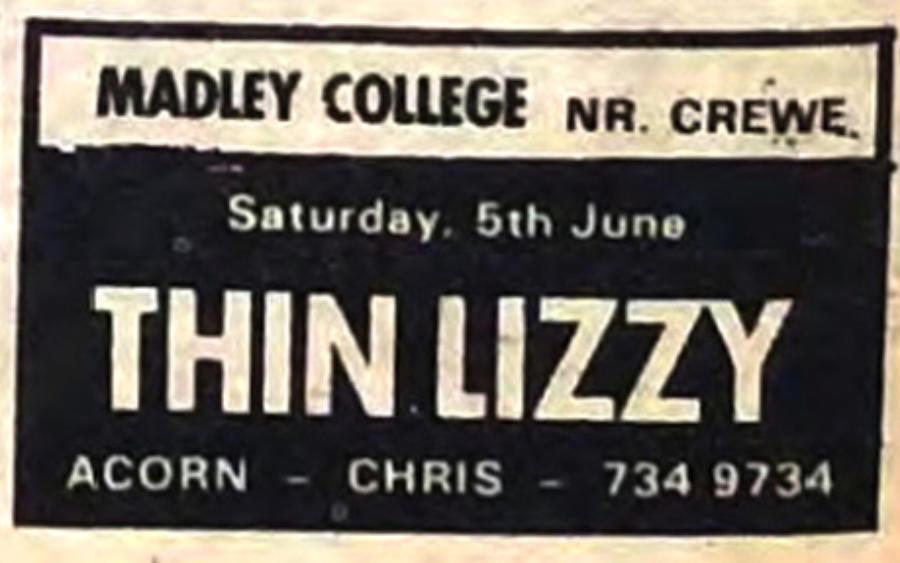 MADLEY COLLEGE NR. CREWE.
Saturday, 5th June
THIN LIZZY
ACORN - CHRIS - 734 9734